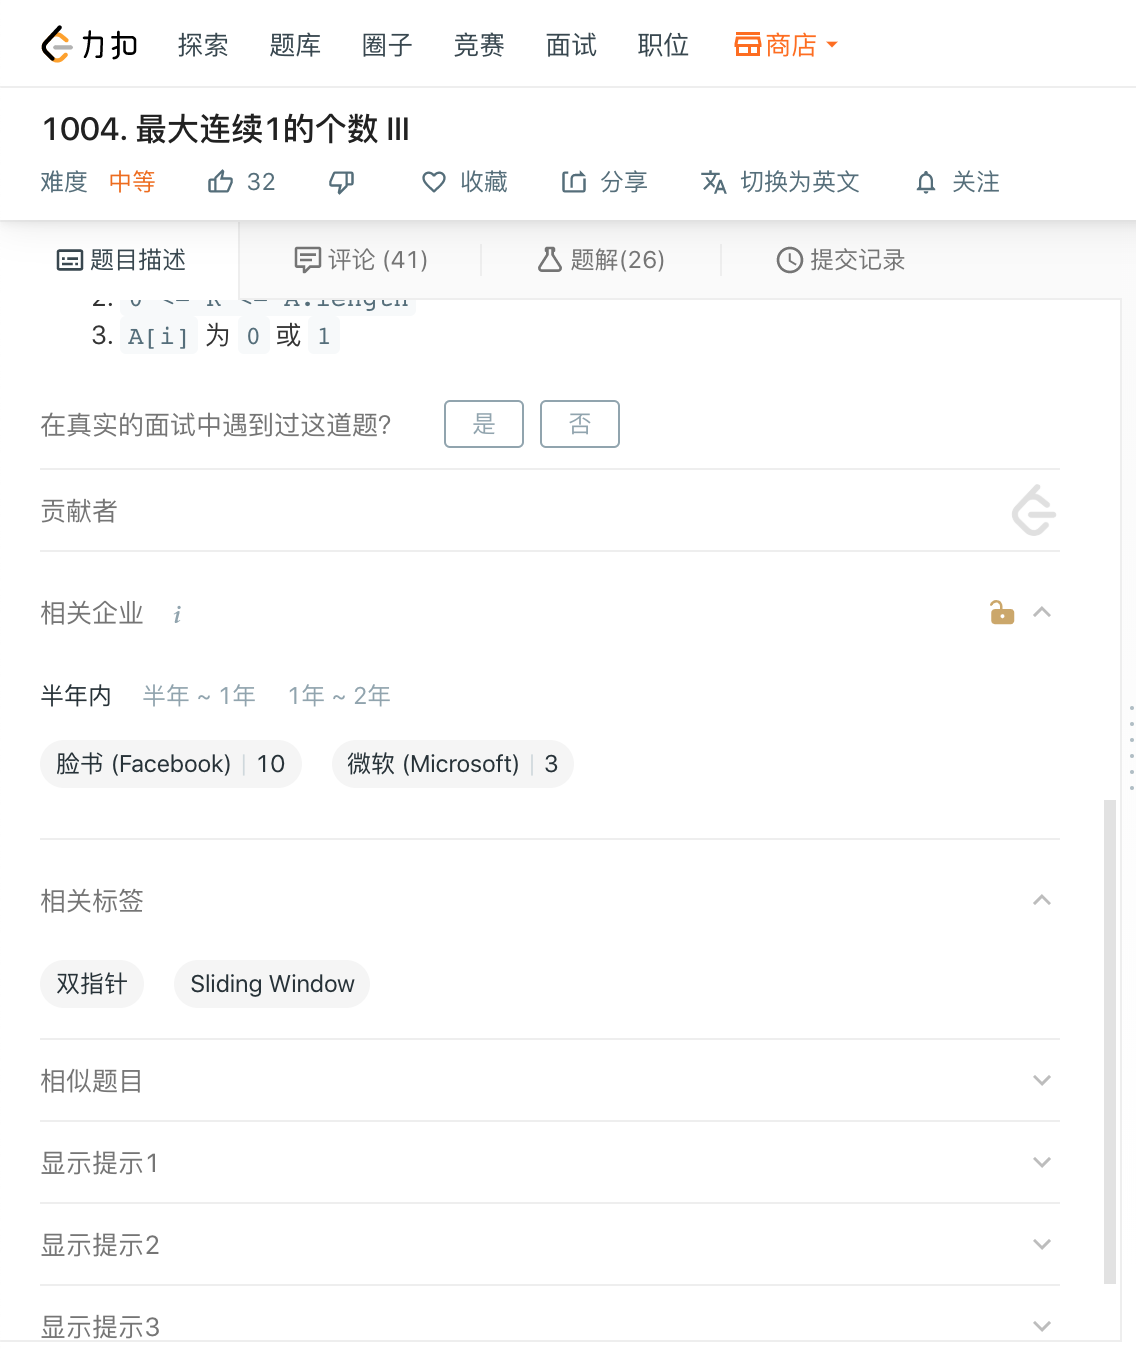 力扣 探索 题库 圈子 竞赛 面试 职位 商店
1004. 最大连续1的个数 III
难度 中等 32 收藏 分享 切换为英文 关注
题目描述 评论 (41) 题解(26) 提交记录
2. 0 <= K <= A.length
3. A[i] 为 0 或 1
在真实的面试中遇到过这道题? 是 否
贡献者
相关企业 i
半年内 半年 ~ 1年 1年 ~ 2年
脸书 (Facebook) | 10 微软 (Microsoft) | 3
相关标签
双指针 Sliding Window
相似题目
显示提示1
显示提示2
显示提示3